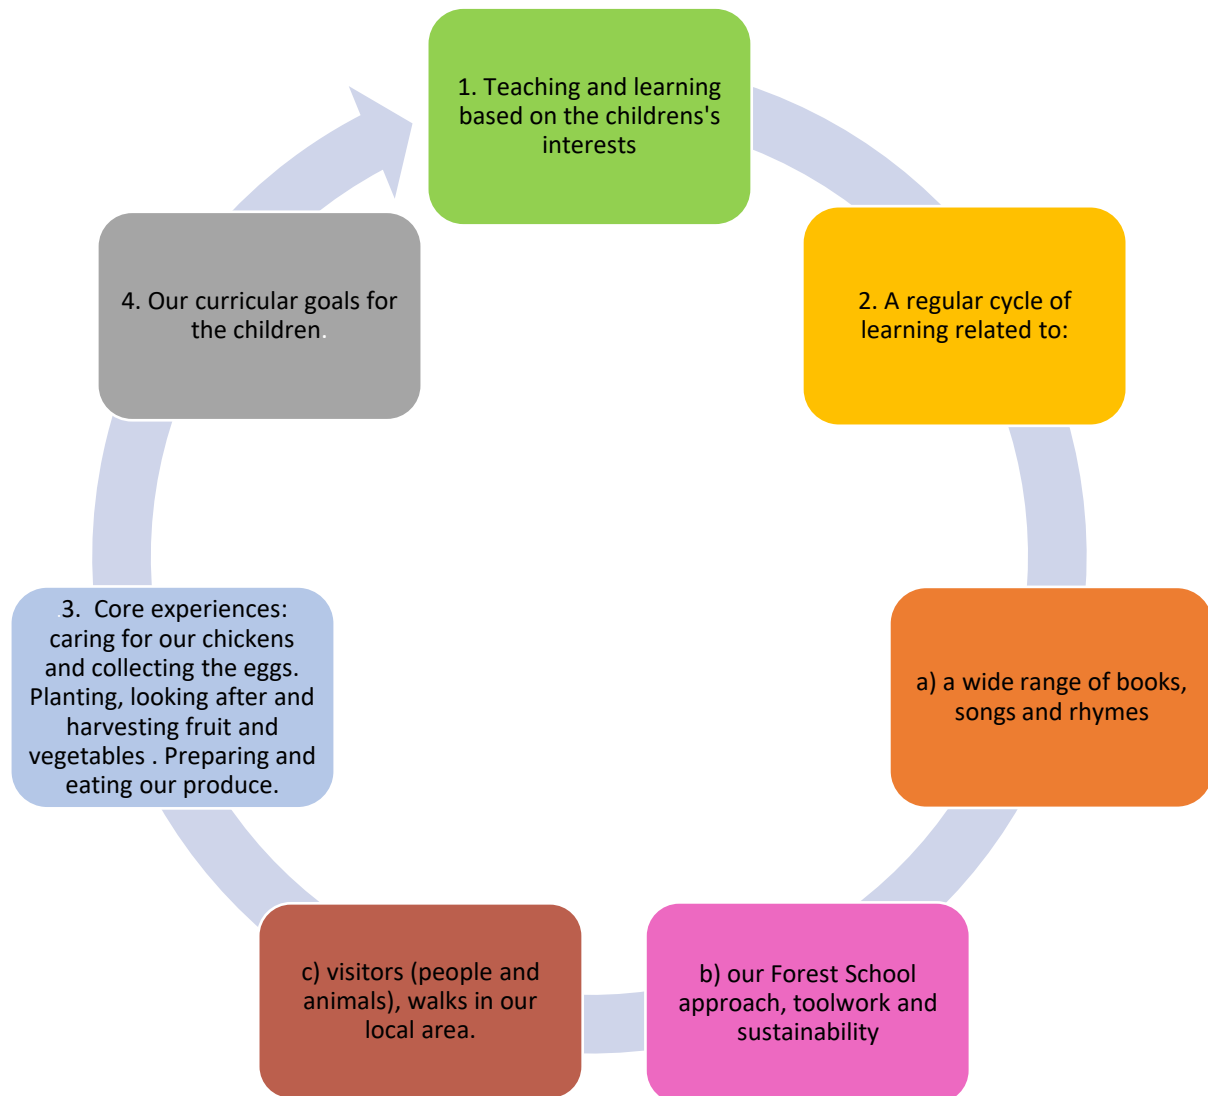 1. Teaching and learning
based on the childrens's
interests
2. A regular cycle of
learning related to:
a) a wide range of books,
songs and rhymes
b) our Forest School
approach, toolwork and
sustainability
c) visitors (people and
animals), walks in our
local area.
.3. Core experiences:
caring for our chickens
and collecting the eggs.
Planting, looking after and
harvesting fruit and
vegetables . Preparing and
eating our produce.
4. Our curricular goals for
the children.